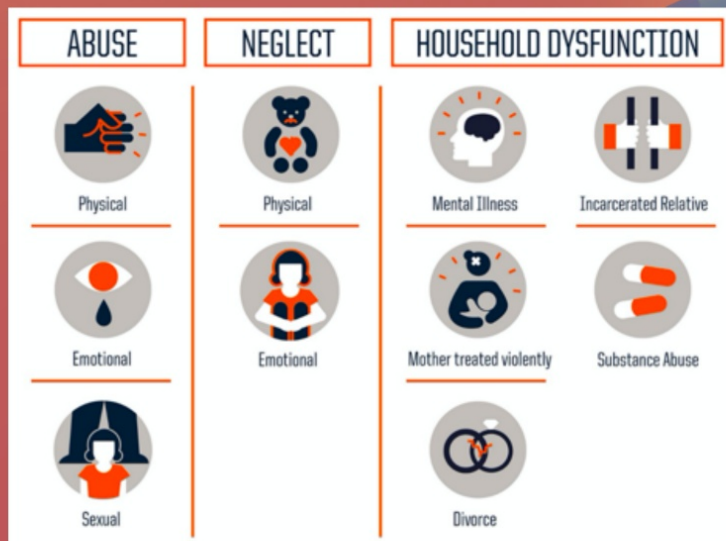 ABUSE
NEGLECT
HOUSEHOLD DYSFUNCTION
Physical
Physical
Mental Illness
Incarcerated Relative
Emotional
Emotional
Mother treated violently
Substance Abuse
Sexual
Divorce